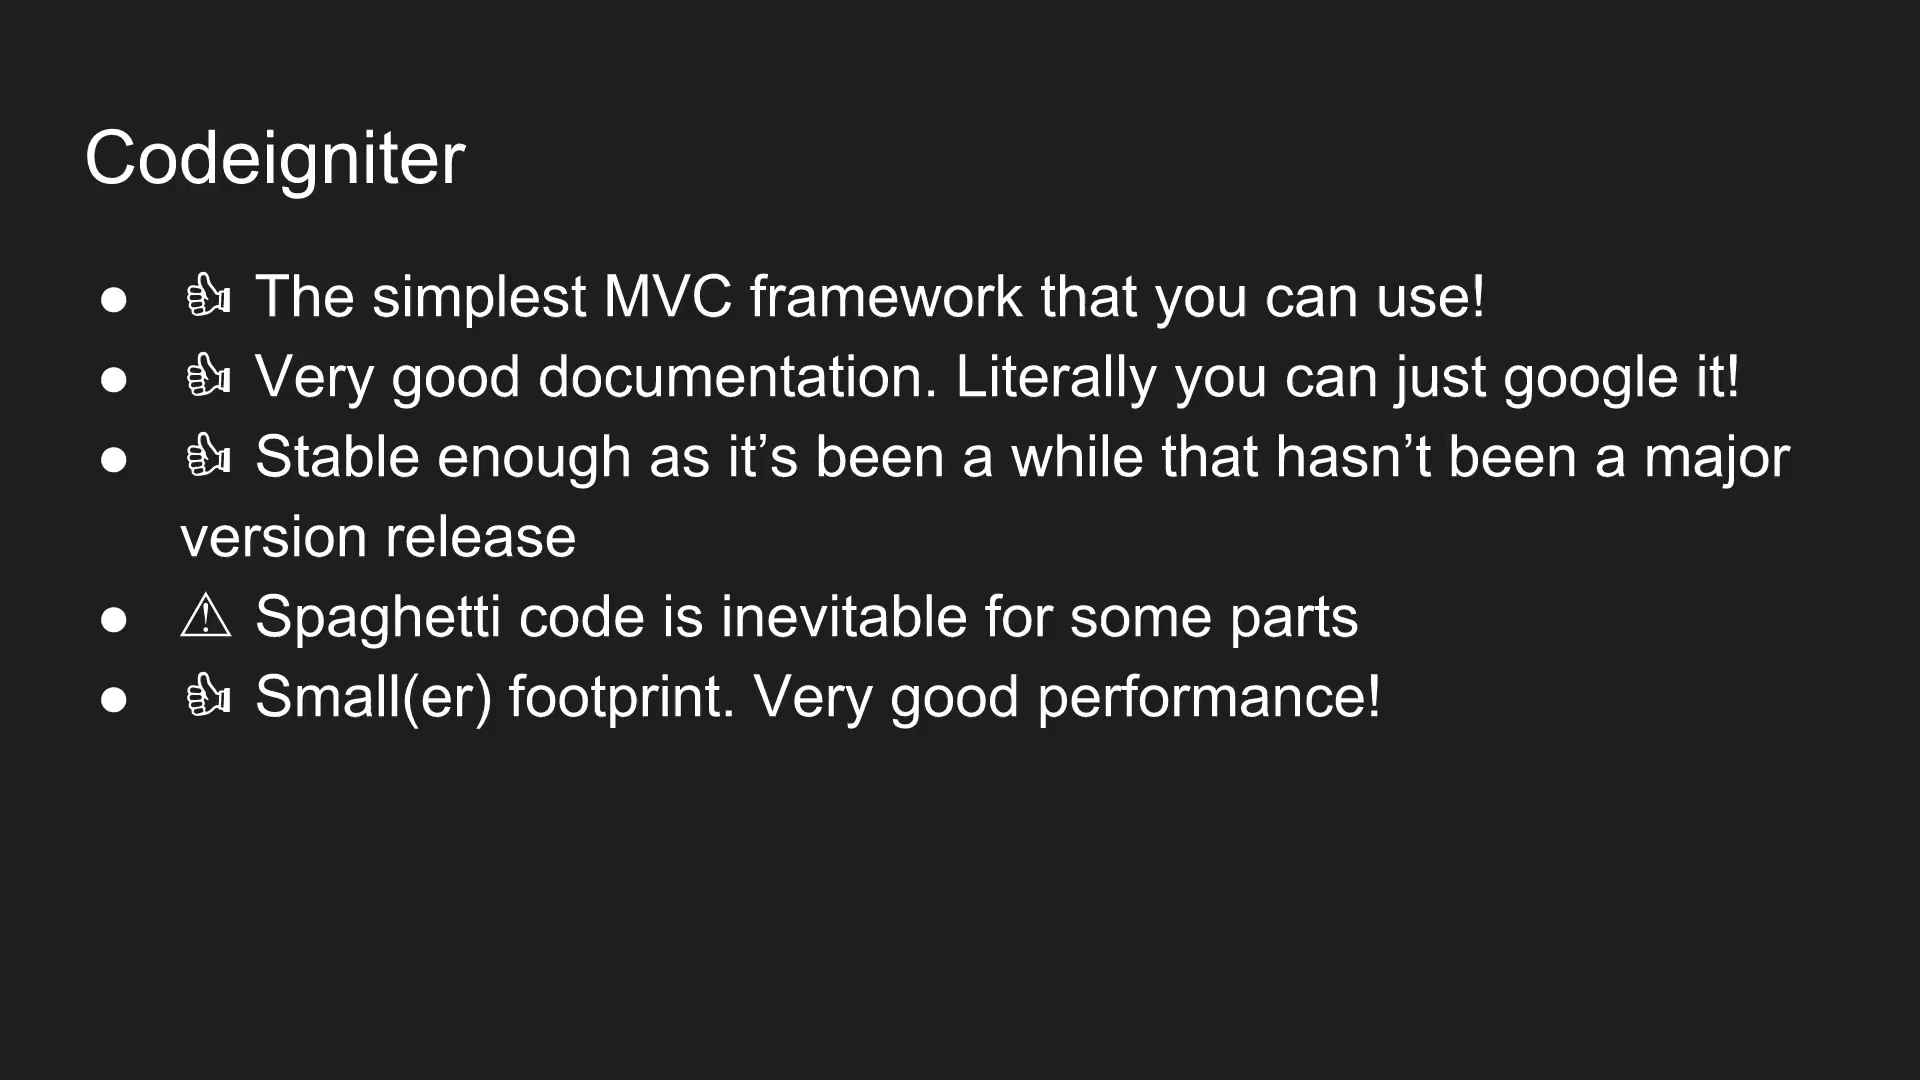 Codeigniter
● 👍 The simplest MVC framework that you can use!
● 👍 Very good documentation. Literally you can just google it!
● 👍 Stable enough as it’s been a while that hasn’t been a major
version release
● ⚠ Spaghetti code is inevitable for some parts
● 👍 Small(er) footprint. Very good performance!